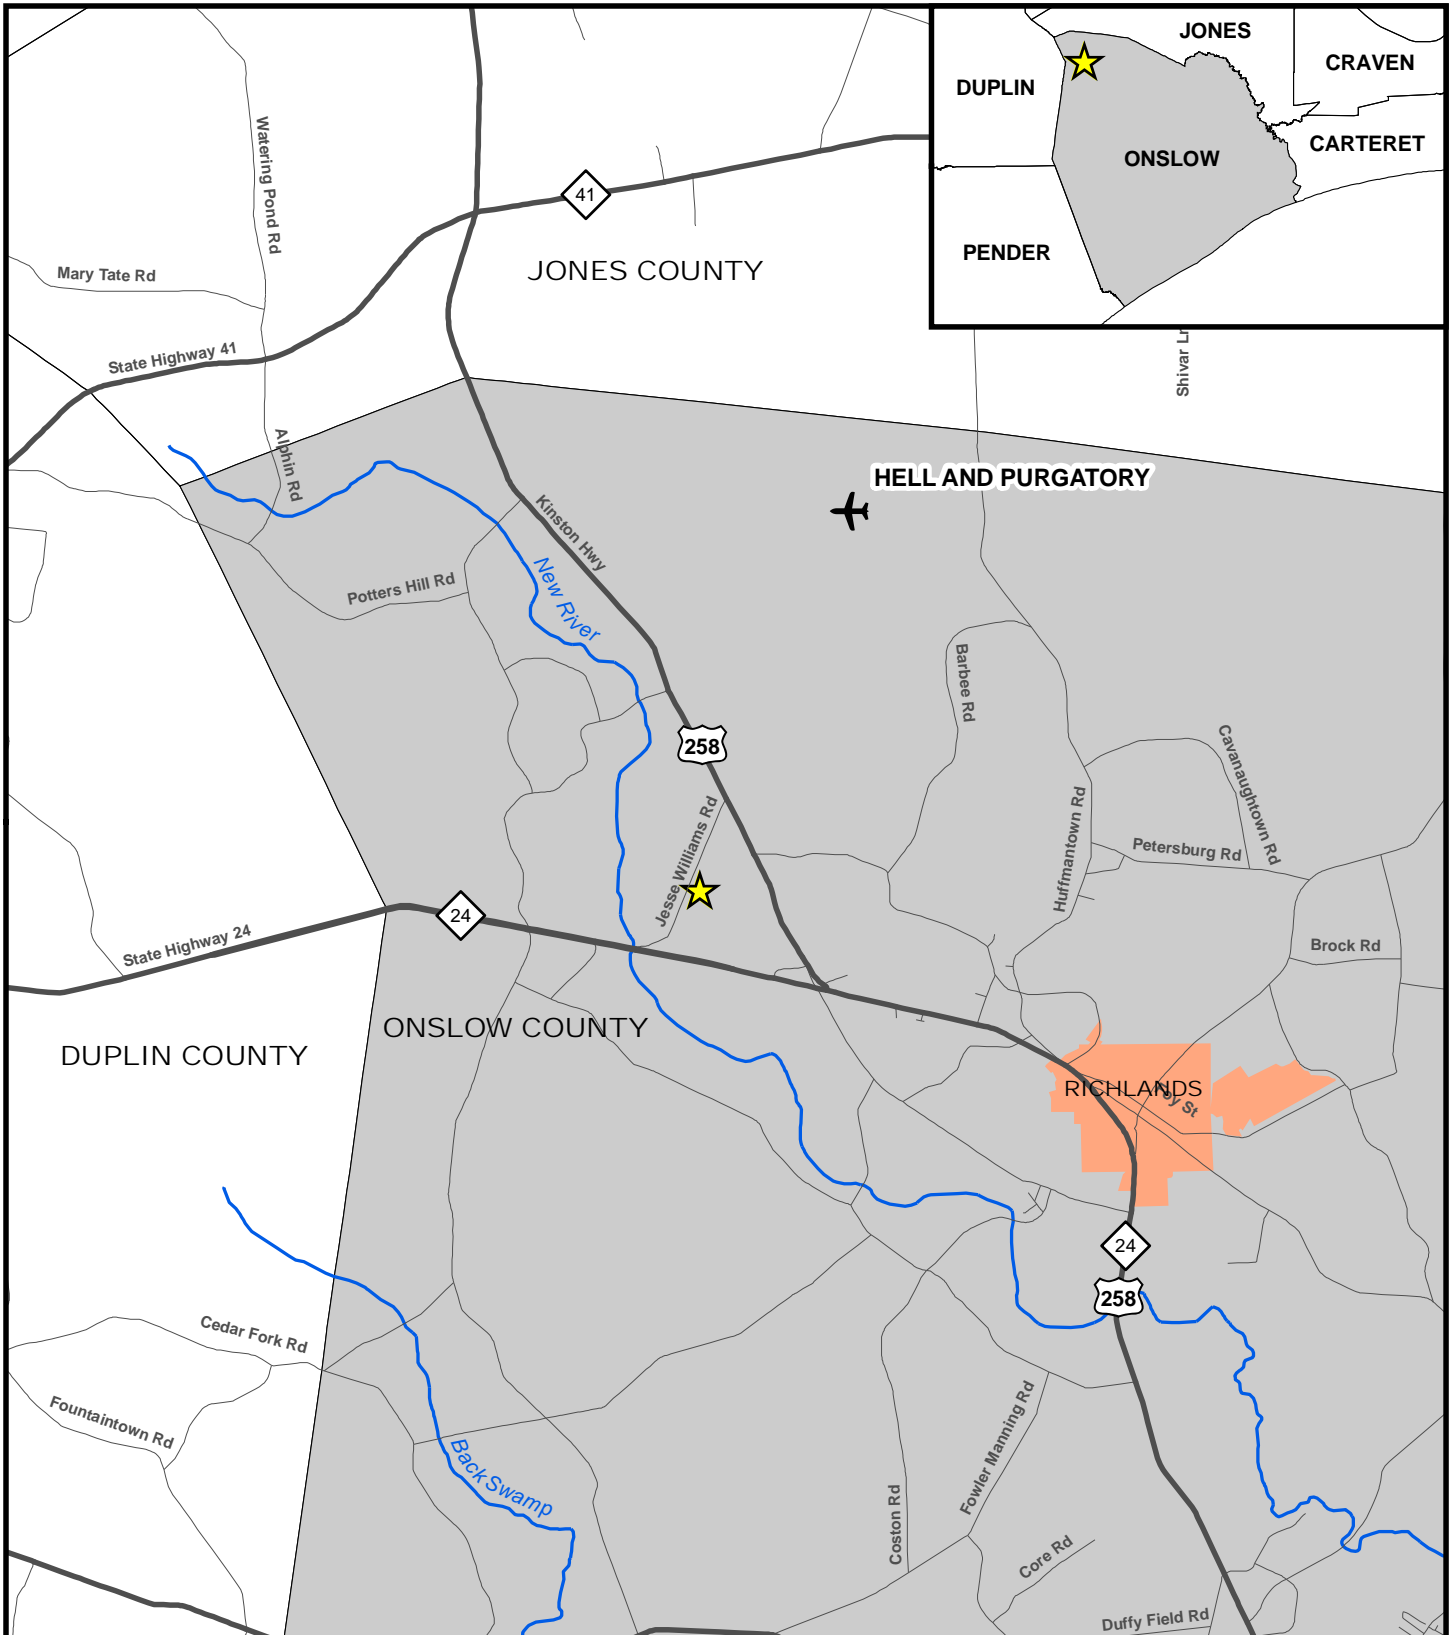 JONES
CRAVEN
DUPLIN
CARTERET
ONSLOW
PENDER
Watering Pond Rd
41
JONES COUNTY
Mary Tate Rd
State Highway 41
Shivar Ln
Alphin Rd
HELL AND PURGATORY
Kinston Hwy
New River
Potters Hill Rd
Barbee Rd
258
Cavanaughtown Rd
Huffmantown Rd
Jesse Williams Rd
Petersburg Rd
24
State Highway 24
Brock Rd
ONSLOW COUNTY
DUPLIN COUNTY
RICHLANDS
Foy St
24
258
Cedar Fork Rd
Fountaintown Rd
Back Swamp
Fowler Manning Rd
Coston Rd
Core Rd
Duffy Field Rd